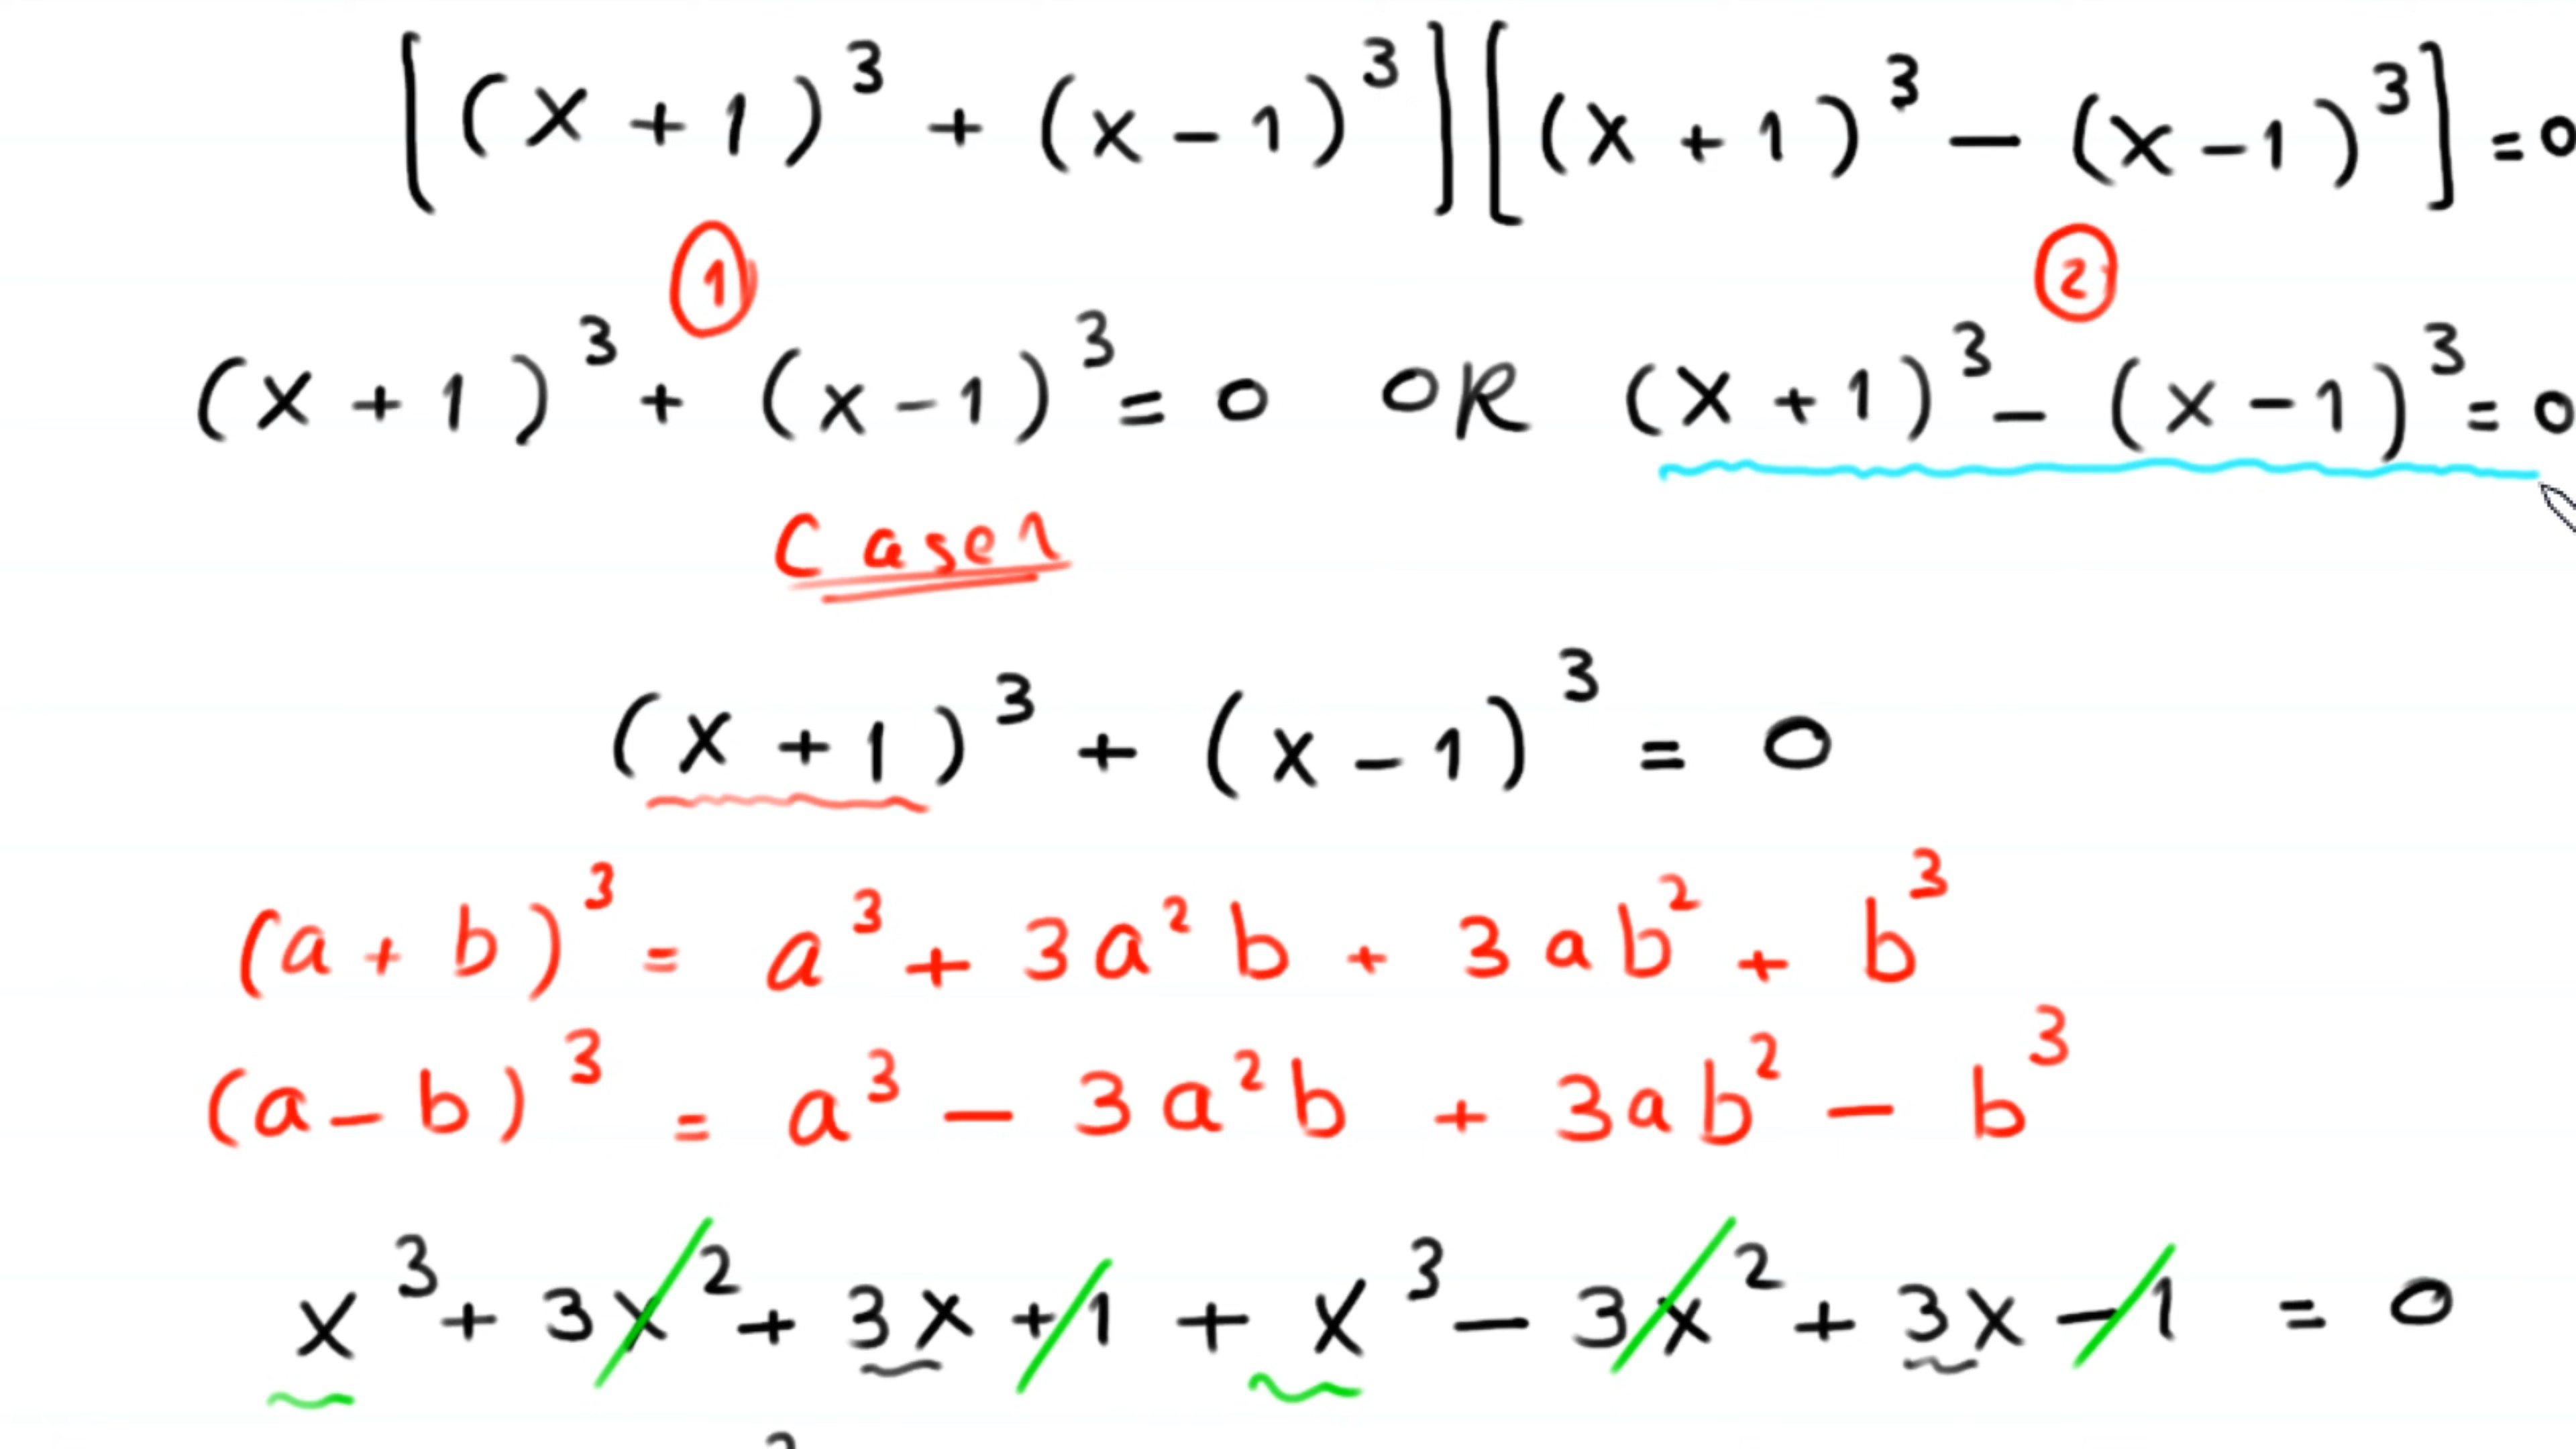 [(x + 1)³ + (x - 1)³][(x + 1)³ - (x - 1)³] = 0
1 2
(x + 1)³ + (x - 1)³ = 0 OR (x + 1)³ - (x - 1)³ = 0
Case 1
(x + 1)³ + (x - 1)³ = 0
(a + b)³ = a³ + 3a²b + 3ab² + b³
(a - b)³ = a³ - 3a²b + 3ab² - b³
x³ + 3x² + 3x + 1 + x³ - 3x² + 3x - 1 = 0